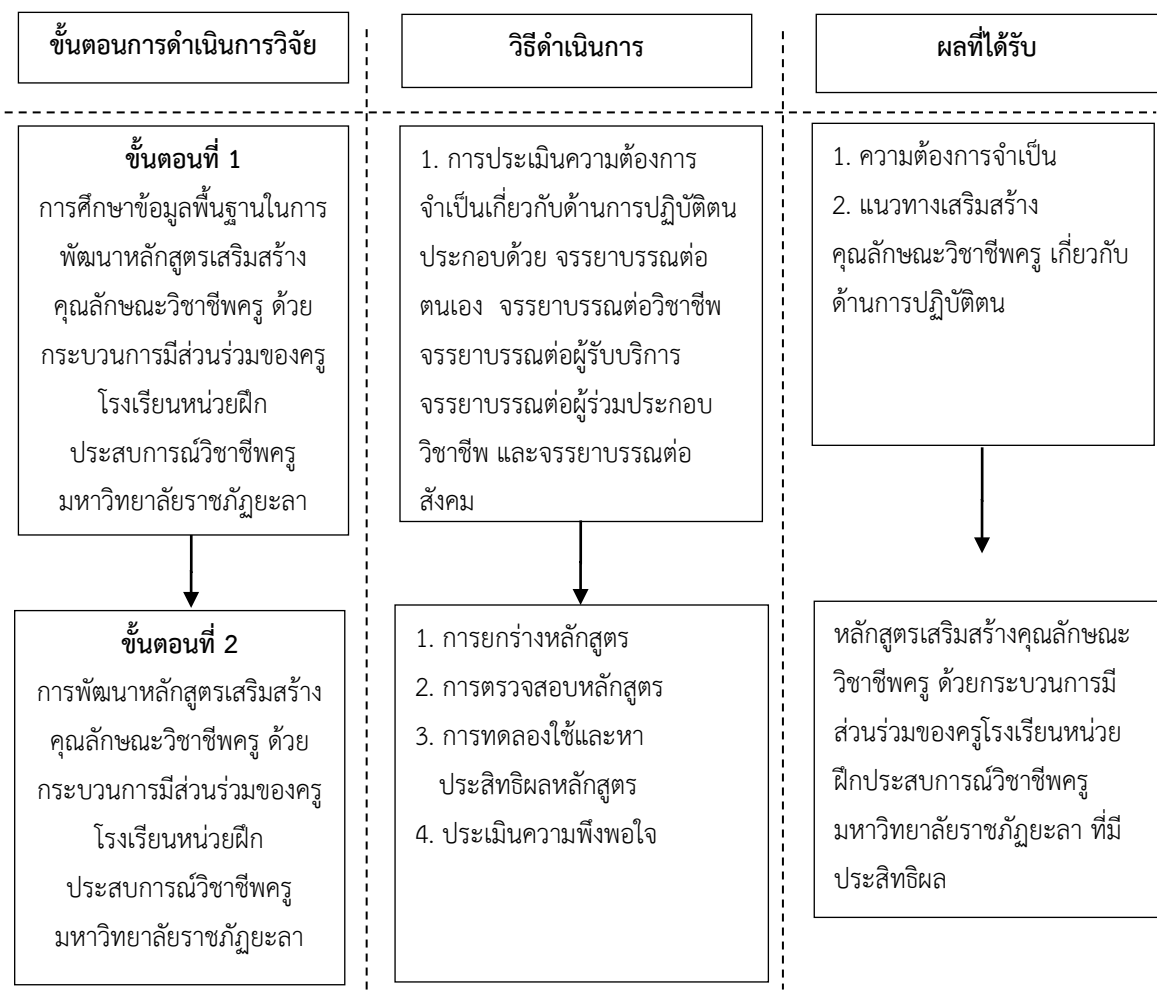 ขั้นตอนการดำเนินการวิจัย
วิธีดำเนินการ
ผลที่ได้รับ
ขั้นตอนที่ 1
การศึกษาข้อมูลพื้นฐานในการ
พัฒนาหลักสูตรเสริมสร้าง
คุณลักษณะวิชาชีพครู ด้วย
กระบวนการมีส่วนร่วมของครู
โรงเรียนหน่วยฝึก
ประสบการณ์วิชาชีพครู
มหาวิทยาลัยราชภัฏยะลา
1. การประเมินความต้องการ
จำเป็นเกี่ยวกับด้านการปฏิบัติตน
ประกอบด้วย จรรยาบรรณต่อ
ตนเอง จรรยาบรรณต่อวิชาชีพ
จรรยาบรรณต่อผู้รับบริการ
จรรยาบรรณต่อผู้ร่วมประกอบ
วิชาชีพ และจรรยาบรรณต่อ
สังคม
1. ความต้องการจำเป็น
2. แนวทางเสริมสร้าง
คุณลักษณะวิชาชีพครู เกี่ยวกับ
ด้านการปฏิบัติตน
ขั้นตอนที่ 2
การพัฒนาหลักสูตรเสริมสร้าง
คุณลักษณะวิชาชีพครู ด้วย
กระบวนการมีส่วนร่วมของครู
โรงเรียนหน่วยฝึก
ประสบการณ์วิชาชีพครู
มหาวิทยาลัยราชภัฏยะลา
1. การยกร่างหลักสูตร
2. การตรวจสอบหลักสูตร
3. การทดลองใช้และหา
ประสิทธิผลหลักสูตร
4. ประเมินความพึงพอใจ
หลักสูตรเสริมสร้างคุณลักษณะ
วิชาชีพครู ด้วยกระบวนการมี
ส่วนร่วมของครูโรงเรียนหน่วย
ฝึกประสบการณ์วิชาชีพครู
มหาวิทยาลัยราชภัฏยะลา ที่มี
ประสิทธิผล